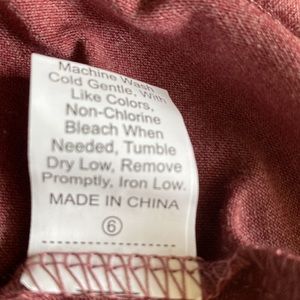 Machine Wash
Cold Gentle, With
Like Colors,
Non-Chlorine
Bleach When
Needed, Tumble
Dry Low, Remove
Promptly, Iron Low.
MADE IN CHINA
6